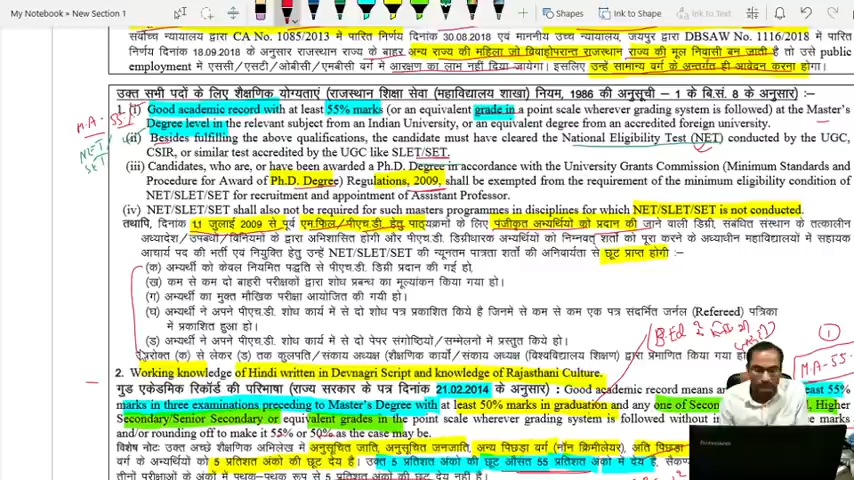 My Notebook » New Section 1
Shapes
Ink to Shape
Ink to Text
सर्वोच्च न्यायालय द्वारा CA No. 1085/2013 में पारित निर्णय दिनांक 30.08.2018 एवं माननीय उच्च न्यायालय, जयपुर द्वारा DBSAW No. 1116/2018 में पारित
निर्णय दिनांक 18.09.2018 के अनुसार राजस्थान राज्य के बाहर अन्य राज्य की महिला जो विवाहोपरान्त राजस्थान राज्य की मूल निवासी बन जाती है तो उसे public
employment में एससी/एसटी/ओबीसी/एमबीसी वर्ग में आरक्षण का लाभ नहीं दिया जायेगा। इसलिए उन्हें सामान्य वर्ग के अन्तर्गत ही आवेदन करना होगा।
उक्त सभी पदों के लिए शैक्षणिक योग्यताएं (राजस्थान शिक्षा सेवा (महाविद्यालय शाखा) नियम, 1986 की अनुसूची – 1 के बि.सं. 8 के अनुसार) :-
1. (i) Good academic record with at least 55% marks (or an equivalent grade in a point scale wherever grading system is followed) at the Master's
Degree level in the relevant subject from an Indian University, or an equivalent degree from an accredited foreign university.
M.A - 55%
(ii) Besides fulfilling the above qualifications, the candidate must have cleared the National Eligibility Test (NET) conducted by the UGC,
CSIR, or similar test accredited by the UGC like SLET/SET.
NET/
SET
(iii) Candidates, who are, or have been awarded a Ph.D. Degree in accordance with the University Grants Commission (Minimum Standards and
Procedure for Award of Ph.D. Degree) Regulations, 2009, shall be exempted from the requirement of the minimum eligibility condition of
NET/SLET/SET for recruitment and appointment of Assistant Professor.
(iv) NET/SLET/SET shall also not be required for such masters programmes in disciplines for which NET/SLET/SET is not conducted.
तथापि, दिनांक 11 जुलाई 2009 से पूर्व एम.फिल/पीएच.डी हेतु पाठ्यक्रमों के लिए पंजीकृत अभ्यर्थियों को प्रदान की जाने वाली डिग्री, संबंधित संस्थान के तत्कालीन
अध्यादेश/उपबंधों/विनियमों के द्वारा अभिशासित होगी और पीएच.डी. डिग्रीधारक अभ्यर्थियों को निम्नवत् शर्तों को पूरा करने के अध्याधीन महाविद्यालयों में सहायक
आचार्य पद की भर्ती एवं नियुक्ति हेतु उन्हें NET/SLET/SET की न्यूनतम पात्रता शर्तों की अनिवार्यता से छूट प्राप्त होगी :-
(क) अभ्यर्थी को केवल नियमित पद्धति से पीएच.डी. डिग्री प्रदान की गई हो,
(ख) कम से कम दो बाहरी परीक्षकों द्वारा शोध प्रबन्ध का मूल्यांकन किया गया हो।
(ग) अभ्यर्थी का मुक्त मौखिक परीक्षा आयोजित की गयी हो।
(घ) अभ्यर्थी ने अपने पीएच.डी. शोध कार्य में से दो शोध पत्र प्रकाशित किये है जिनमें से कम से कम एक पत्र संदर्भित जर्नल (Refereed) पत्रिका
में प्रकाशित हुआ हो।
(ड) अभ्यर्थी ने अपने पीएच.डी. शोध कार्य में से दो पेपर संगोष्ठियों/सम्मेलनों में प्रस्तुत किये हो।
उपरोक्त (क) से लेकर (ड) तक कुलपति/संकाय अध्यक्ष (शैक्षणिक कार्यो/संकाय अध्यक्ष (विश्वविद्यालय शिक्षण) द्वारा प्रमाणित किया गया हो
B.Ed
1
M.A-55
2. Working knowledge of Hindi written in Devnagri Script and knowledge of Rajasthani Culture.
गुड एकेडमिक रिकॉर्ड की परिभाषा (राज्य सरकार के पत्र दिनांक 21.02.2014 के अनुसार) : Good academic record means an least 55%
marks in three examinations preceding to Master's Degree with at least 50% marks in graduation and any one of Secon Higher
Secondary/Senior Secondary or equivalent grades in the point scale wherever grading system is followed without in marks
and/or rounding off to make it 55% or 50% as the case may be.
विशेष नोट: उक्त अच्छे शैक्षणिक अभिलेख में अनुसूचित जाति, अनुसूचित जनजाति, अन्य पिछड़ा वर्ग (नॉन क्रिमीलेयर), अति पिछड़ा
वर्ग के अभ्यर्थियों को 5 प्रतिशत अंको की छूट देय है। उक्त 5 प्रतिशत अंको की छूट औसत 55 प्रतिशत अंको में देय है,
तीनों परीक्षाओं के अंकों में पृथक-पृथक रूप से 5 प्रतिशत अंको की छूट देय नहीं है।